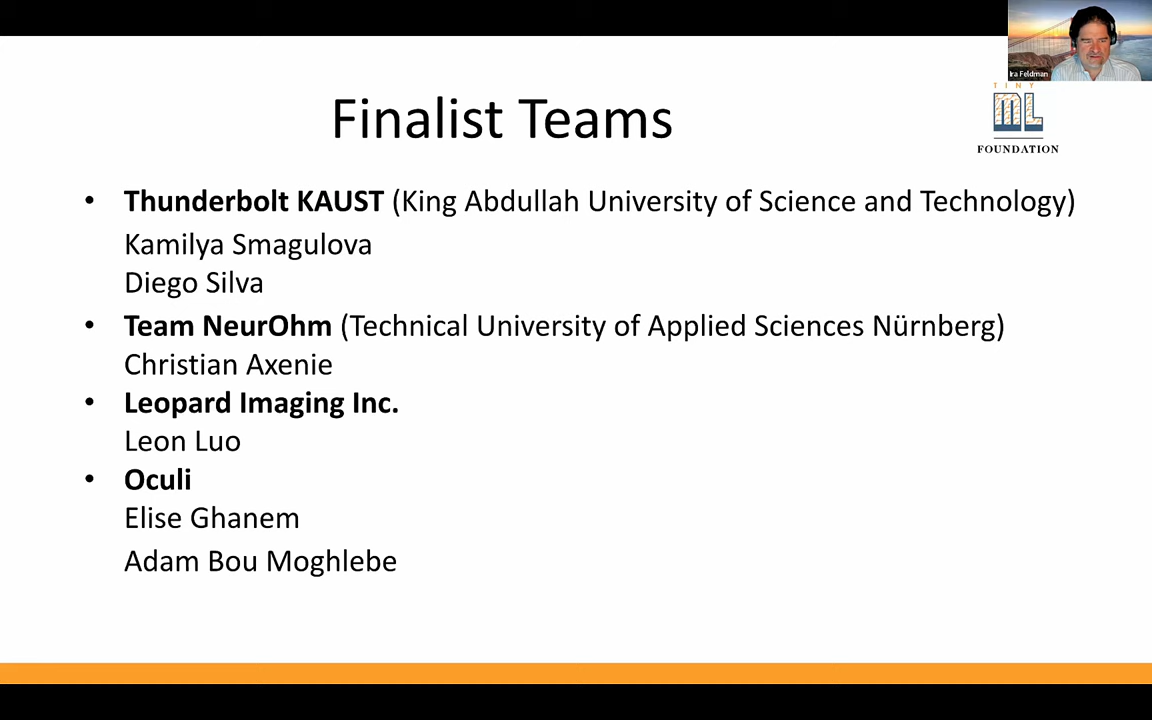 Ira Feldman
TINY
ML
FOUNDATION
Finalist Teams
• Thunderbolt KAUST (King Abdullah University of Science and Technology)
Kamilya Smagulova
Diego Silva
• Team NeurOhm (Technical University of Applied Sciences Nürnberg)
Christian Axenie
• Leopard Imaging Inc.
Leon Luo
• Oculi
Elise Ghanem
Adam Bou Moghlebe